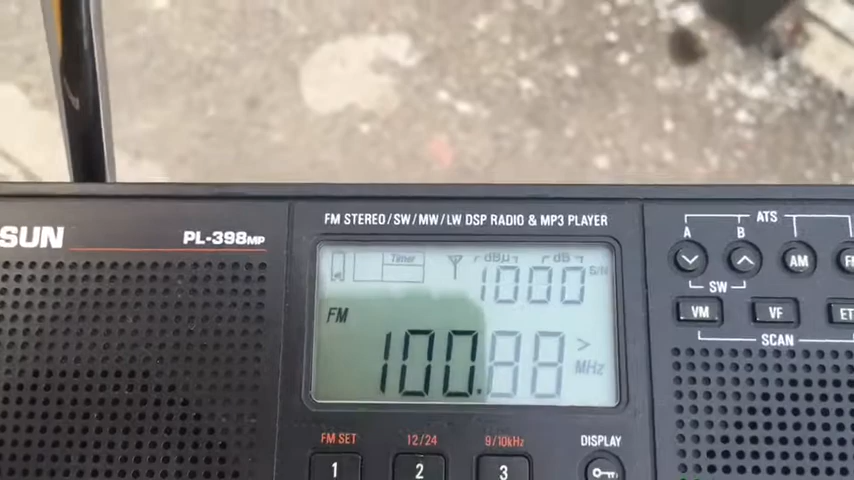 FM STEREO/SW/MW/LW DSP RADIO & MP3 PLAYER
SUN
PL-398MP
ATS
A
B
AM
Timer
dBμ
dB
S/N
1000
SW
FM
VM
VF
ET
SCAN
100.88
MHz
FM SET
12/24
9/10kHz
DISPLAY
1
2
3